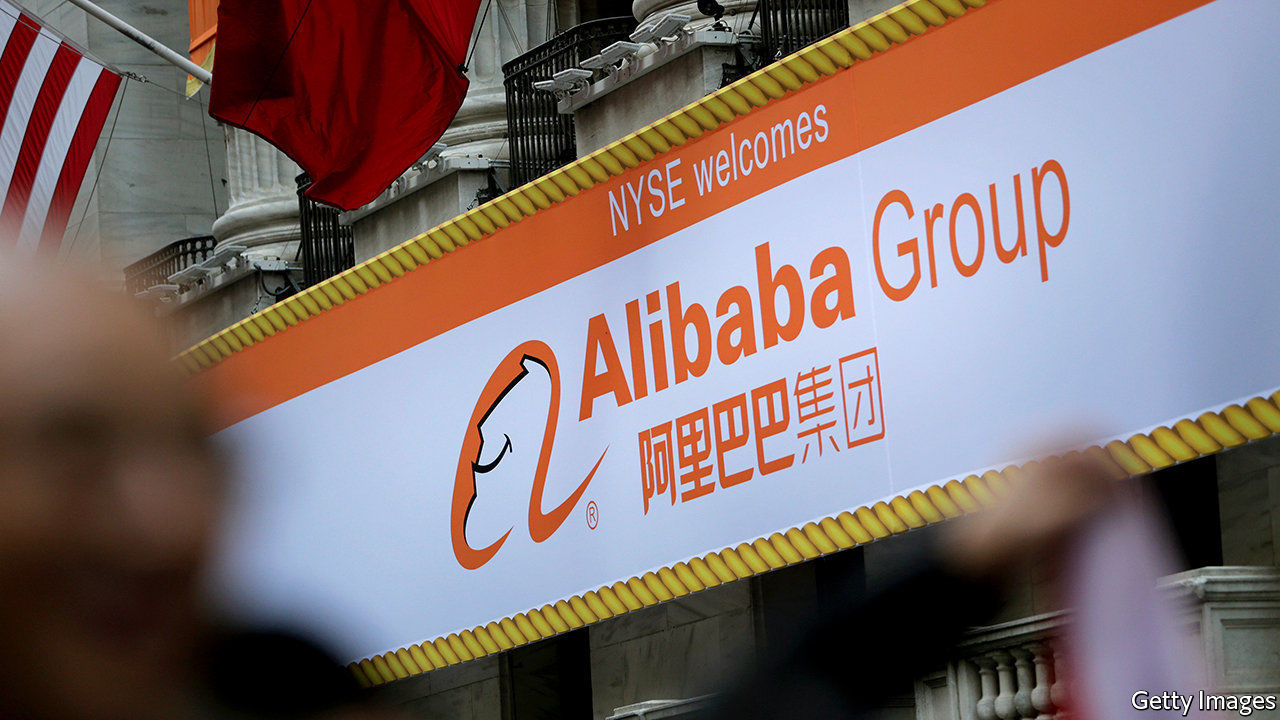 NYSE welcomes
Alibaba Group
阿里巴巴集团
®
Getty Images